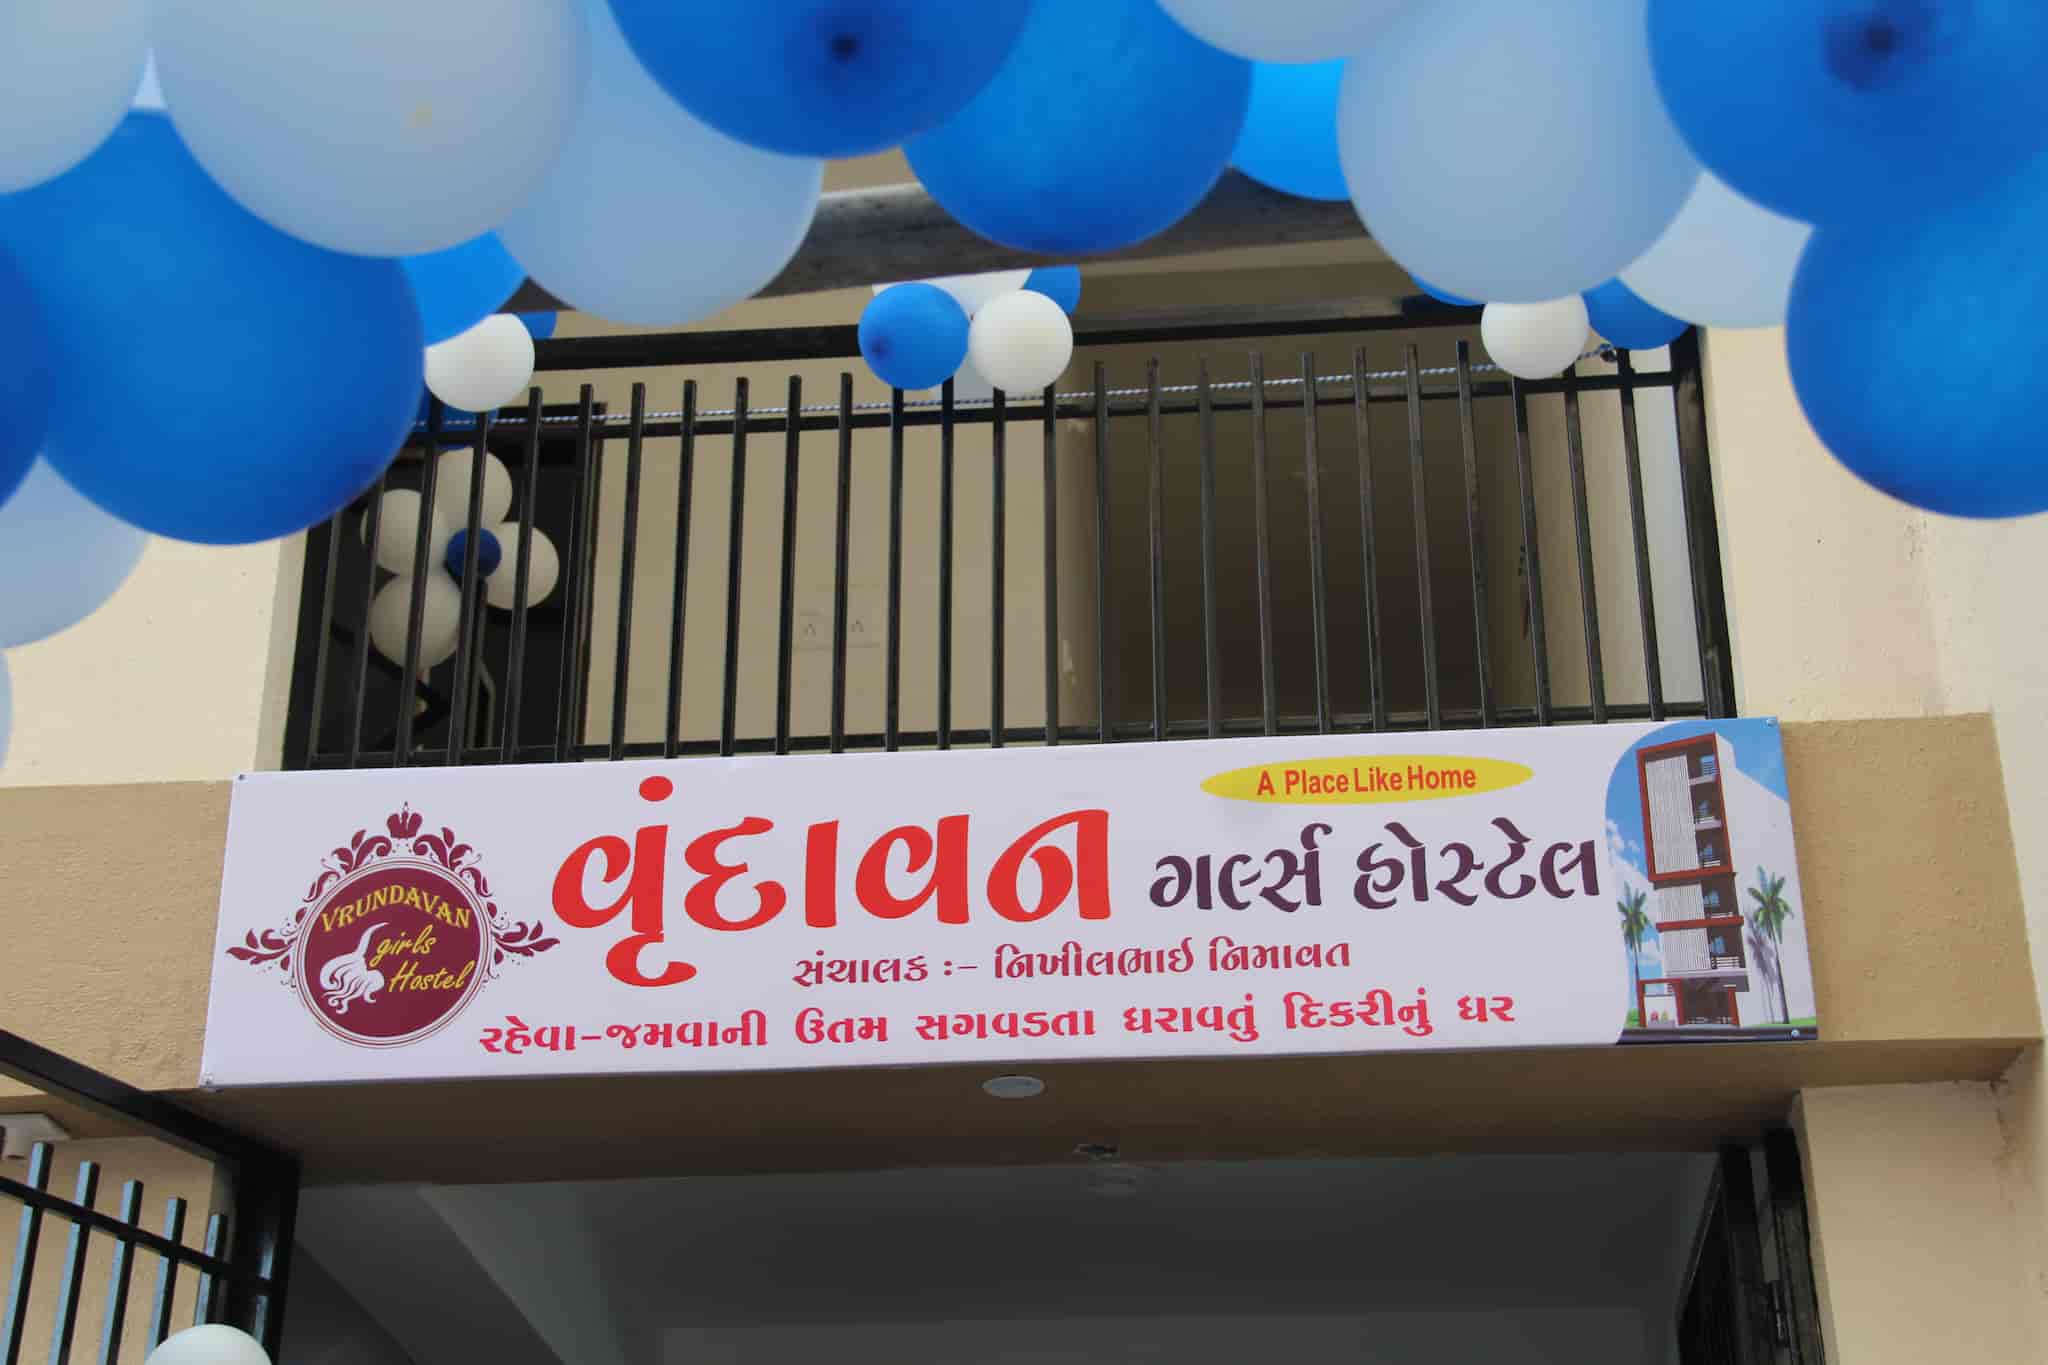 A Place Like Home
વૃંદાવન ગર્લ્સ હોસ્ટેલ
VRUNDAVAN
girls
Hostel
સંચાલક :- નિખીલભાઈ નિમાવત
રહેવા-જમવાની ઉતમ સગવડતા ધરાવતું દિકરીનું ઘર